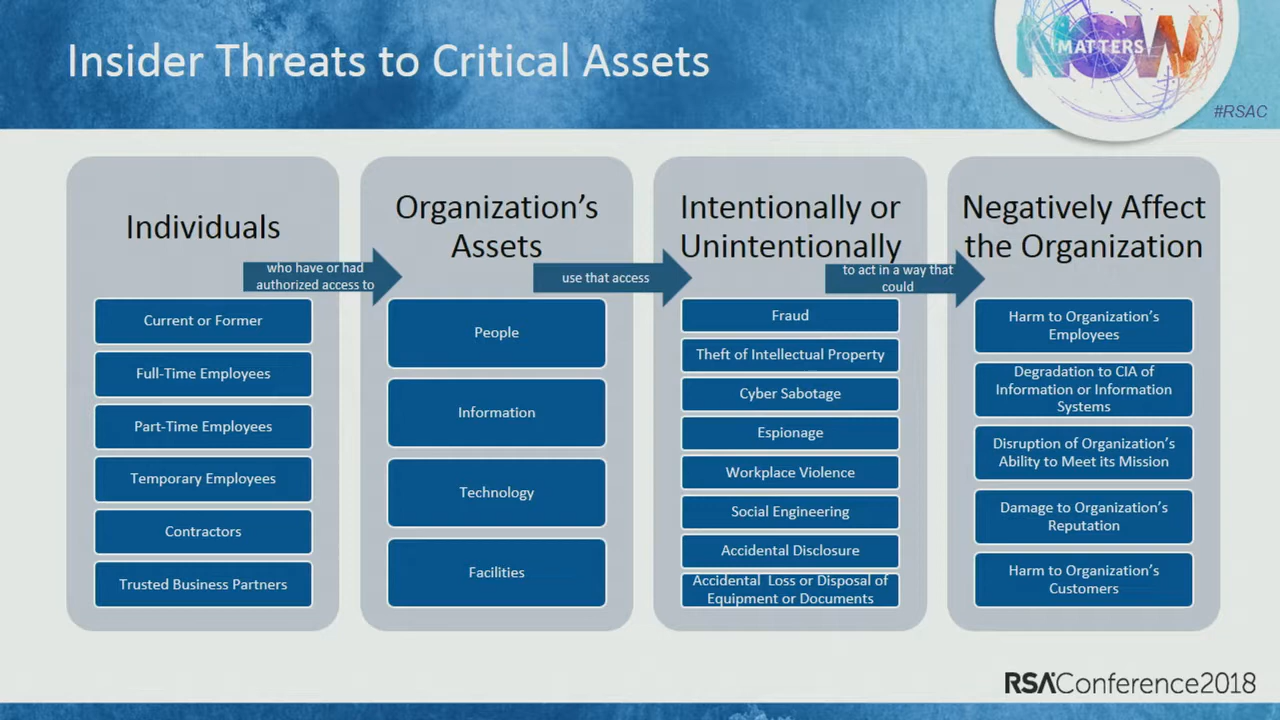 Insider Threats to Critical Assets
NOW
MATTERS
#RSAC
Individuals
who have or had
authorized access to
Current or Former
Full-Time Employees
Part-Time Employees
Temporary Employees
Contractors
Trusted Business Partners
Organization's
Assets
use that access
People
Information
Technology
Facilities
Intentionally or
Unintentionally
to act in a way that
could
Fraud
Theft of Intellectual Property
Cyber Sabotage
Espionage
Workplace Violence
Social Engineering
Accidental Disclosure
Accidental  Loss or Disposal of
Equipment or Documents
Negatively Affect
the Organization
Harm to Organization's
Employees
Degradation to CIA of
Information or Information
Systems
Disruption of Organization's
Ability to Meet its Mission
Damage to Organization's
Reputation
Harm to Organization's
Customers
RSAConference2018